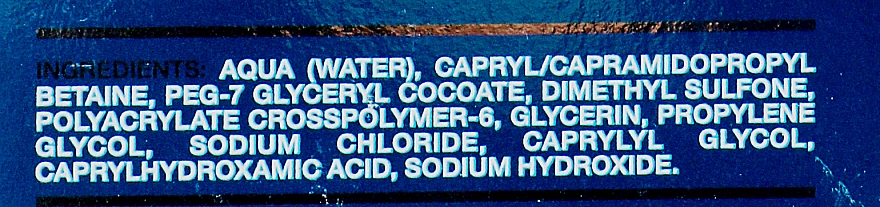 INGREDIENTS: AQUA (WATER), CAPRYL/CAPRAMIDOPROPYL
BETAINE, PEG-7 GLYCERYL COCOATE, DIMETHYL SULFONE,
POLYACRYLATE CROSSPOLYMER-6, GLYCERIN, PROPYLENE
GLYCOL, SODIUM CHLORIDE, CAPRYLYL GLYCOL,
CAPRYLHYDROXAMIC ACID, SODIUM HYDROXIDE.